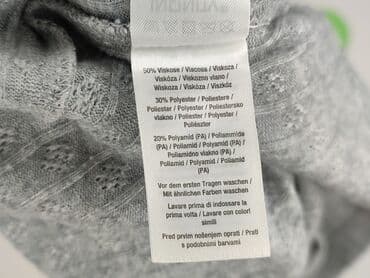 50% Viskose / Viscosa / Viskoza /
Viskóza / Viskozno vlano /
Wiskoza / Viskóza / Viszkóz
30% Polyester / Poliestere /
Poliester / Polyester / Poliestersko
vlakno / Poliester / Polyester /
Poliészter
20% Polyamid (PA) / Poliammide
(PA) / Poliamid / Polyamid (PA) /
Poliamidno vlakno (PA) /
Poliamid / Polyamid / Poliamid
(PA)
Vor dem ersten Tragen waschen /
Mit ähnlichen Farben waschen
Lavare prima di indossare la
prima volta / Lavare con colori
simili
Pred prvim nošenjem oprati / Prati
s podobnimi barvami